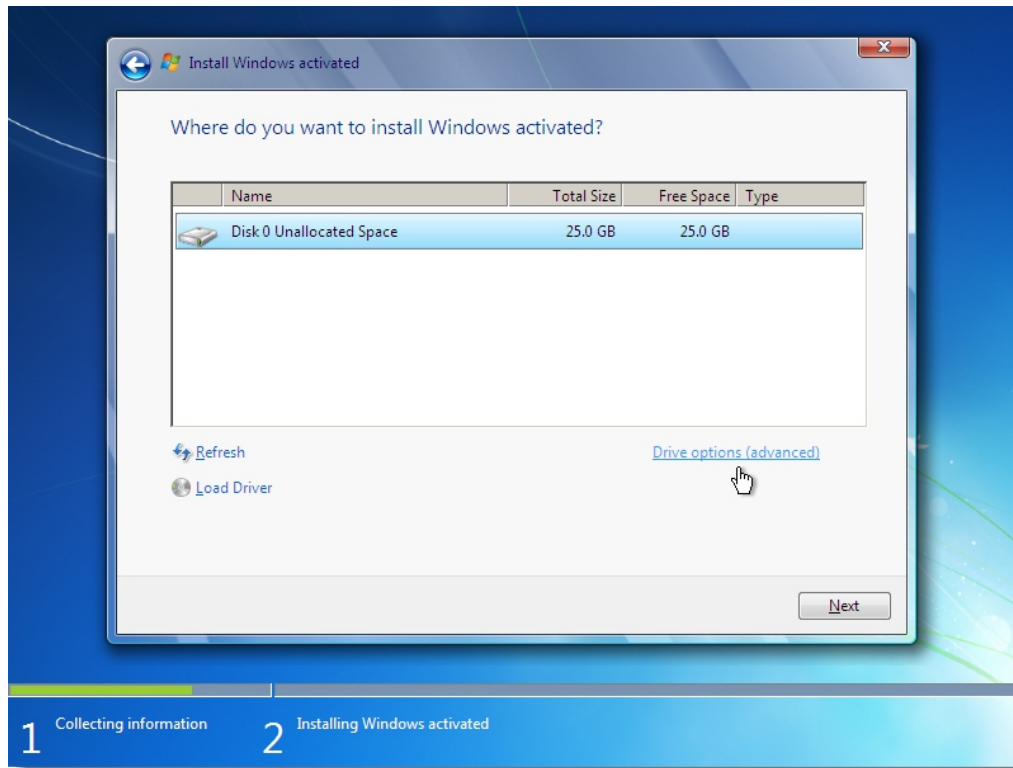 Install Windows activated
Where do you want to install Windows activated?
Name Total Size Free Space Type
Disk 0 Unallocated Space 25.0 GB 25.0 GB
Refresh Drive options (advanced)
Load Driver
Next
1 Collecting information 2 Installing Windows activated